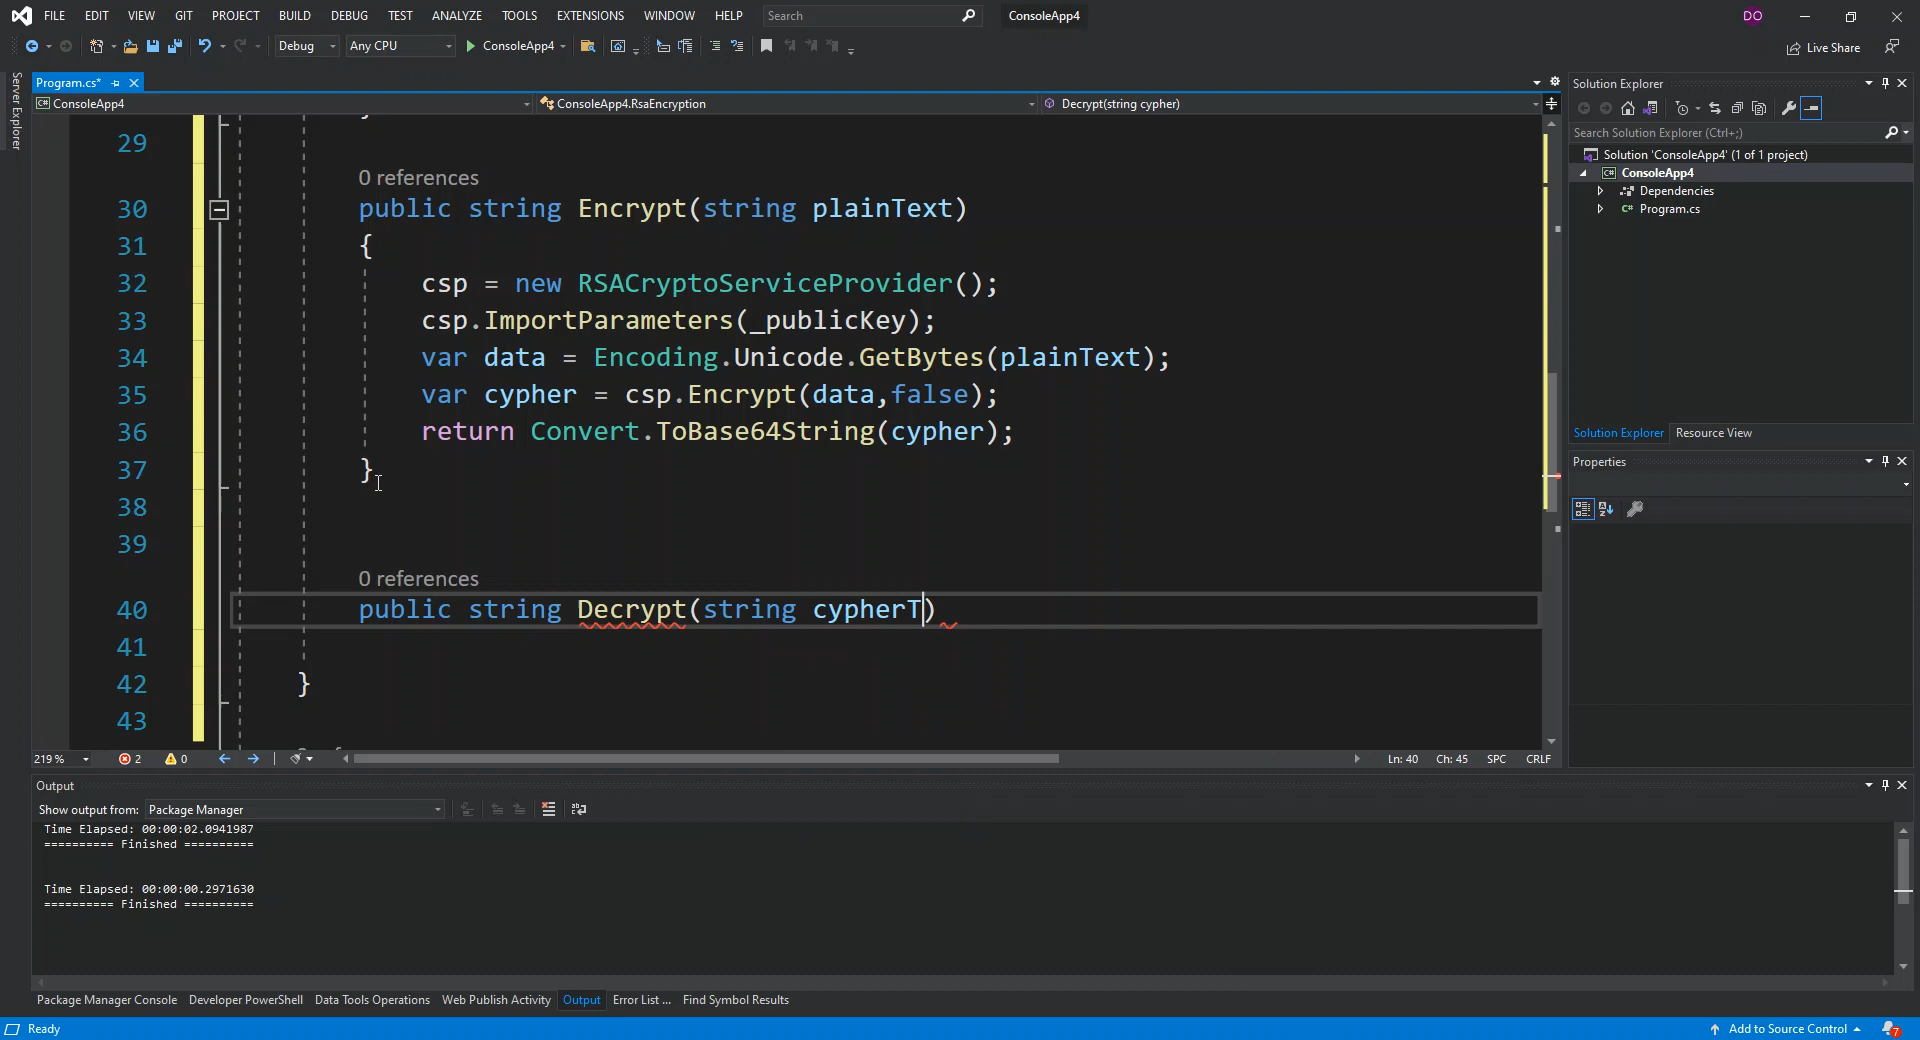 FILE EDIT VIEW GIT PROJECT BUILD DEBUG TEST ANALYZE TOOLS EXTENSIONS WINDOW HELP Search ConsoleApp4 DO
Debug Any CPU ConsoleApp4 Live Share
Server Explorer
Program.cs*
ConsoleApp4 ConsoleApp4.RsaEncryption Decrypt(string cypher)
29
0 references
30 public string Encrypt(string plainText)
31 {
32 csp = new RSACryptoServiceProvider();
33 csp.ImportParameters(_publicKey);
34 var data = Encoding.Unicode.GetBytes(plainText);
35 var cypher = csp.Encrypt(data,false);
36 return Convert.ToBase64String(cypher);
37 }
38
39
0 references
40 public string Decrypt(string cypherT)
41
42 }
43
219 % 2 0 Ln: 40 Ch: 45 SPC CRLF
Solution Explorer
Search Solution Explorer (Ctrl+;)
Solution 'ConsoleApp4' (1 of 1 project)
ConsoleApp4
Dependencies
C# Program.cs
Solution Explorer Resource View
Properties
Output
Show output from: Package Manager
Time Elapsed: 00:00:02.0941987
========== Finished ==========
Time Elapsed: 00:00:00.2971630
========== Finished ==========
Package Manager Console Developer PowerShell Data Tools Operations Web Publish Activity Output Error List ... Find Symbol Results
Ready Add to Source Control 7